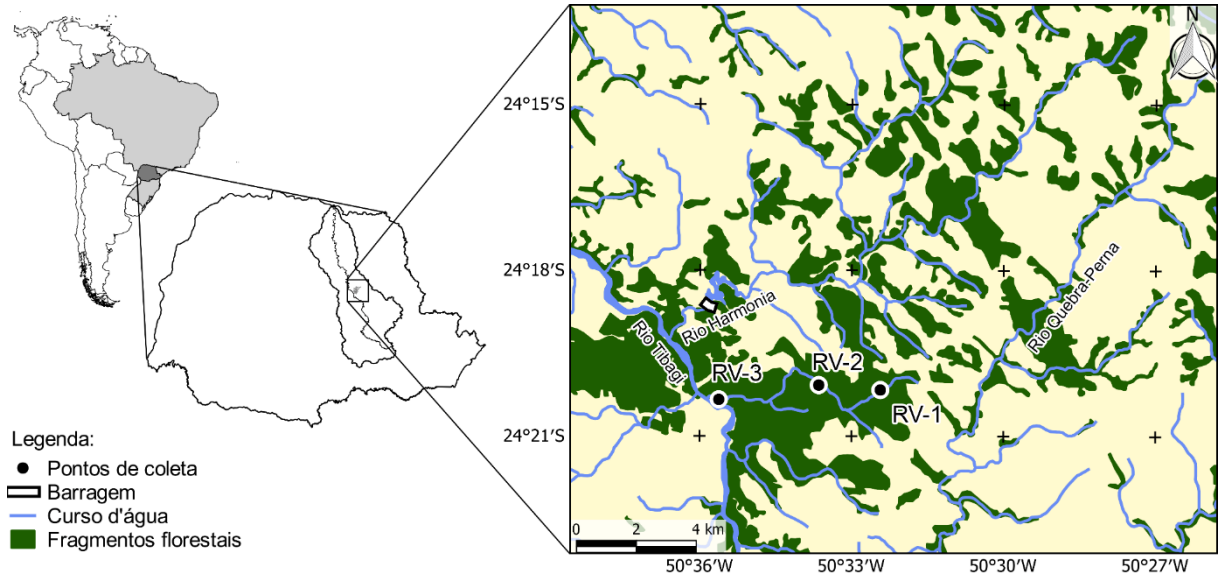 N
24°15'S
24°18'S
24°21'S
Rio Harmonia
Rio Tibagi
Rio Quebra-Perna
RV-3
RV-2
RV-1
Legenda:
Pontos de coleta
Barragem
Curso d'água
Fragmentos florestais
0 2 4 km
50°36'W 50°33'W 50°30'W 50°27'W